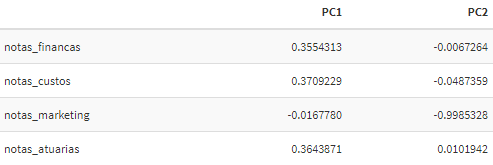 PC1 PC2
notas_financas 0.3554313 -0.0067264
notas_custos 0.3709229 -0.0487359
notas_marketing -0.0167780 -0.9985328
notas_atuarias 0.3643871 0.0101942